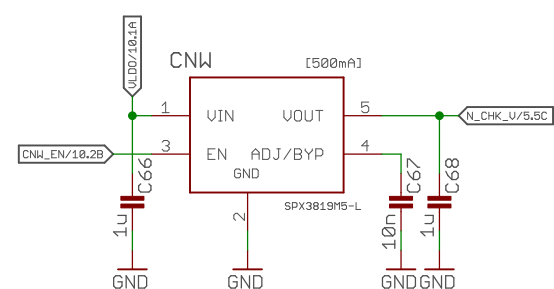 VLDO/10.1A
CNW
[500mA]
1
VIN
VOUT
5
N_CHK_V/5.5C
CNW_EN/10.2B
3
EN
ADJ/BYP
4
GND
C66
1u
2
SPX3819M5-L
C67
10n
C68
1u
GND
GND
GND
GND